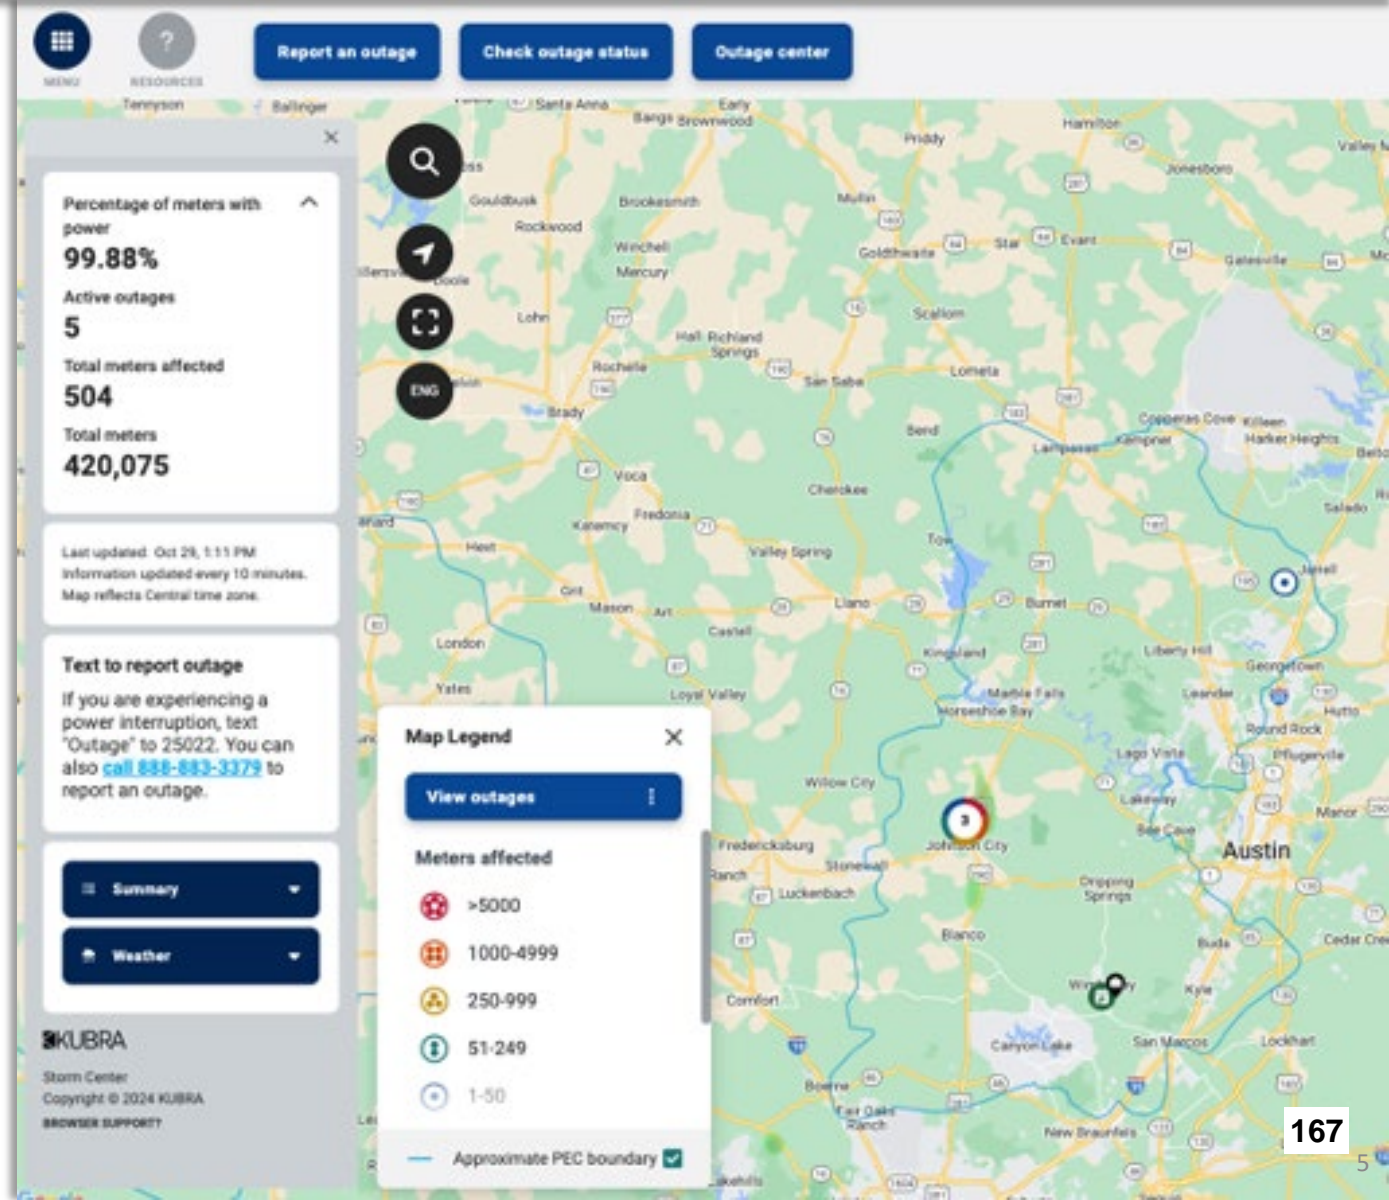 MENU
RESOURCES
Report an outage
Check outage status
Outage center
Tennyson
Ballinger
Santa Anna
Bangs
Early
Brownwood
Priddy
Hamilton
Jonesboro
Gouldbusk
Rockwood
Brookesmith
Mullin
Winchell
Mercury
Goldthwaite
Star
Evant
Gatesville
Lohn
Hall
Richland
Springs
Scallorn
Rochelle
San Saba
Lometa
Brady
Bend
Lampasas
Kempner
Copperas Cove
Killeen
Harker Heights
Salado
Voca
Cherokee
Katemcy
Fredonia
Hext
Valley Spring
Tow
Jarrell
Grit
Mason
Art
Castell
Llano
Burnet
London
Kingsland
Liberty Hill
Georgetown
Yates
Loyal Valley
Marble Falls
Horseshoe Bay
Leander
Hutto
Round Rock
Pflugerville
Lago Vista
Willow City
Lakeway
Manor
Bee Cave
Fredericksburg
Johnson City
Austin
Stonewall
Luckenbach
Dripping
Springs
Blanco
Buda
Cedar Cree
Comfort
Kyle
Canyon Lake
San Marcos
Lockhart
Boerne
Fair Oaks
Ranch
New Braunfels
3
2
ENG
Percentage of meters with
power
99.88%
Active outages
5
Total meters affected
504
Total meters
420,075
Last updated: Oct 29, 1:11 PM
Information updated every 10 minutes.
Map reflects Central time zone.
Text to report outage
If you are experiencing a
power interruption, text
"Outage" to 25022. You can
also call 888-883-3379 to
report an outage.
Summary
Weather
KUBRA
Storm Center
Copyright © 2024 KUBRA
BROWSER SUPPORT?
Map Legend
View outages
Meters affected
>5000
1000-4999
250-999
51-249
1-50
Approximate PEC boundary
167
5